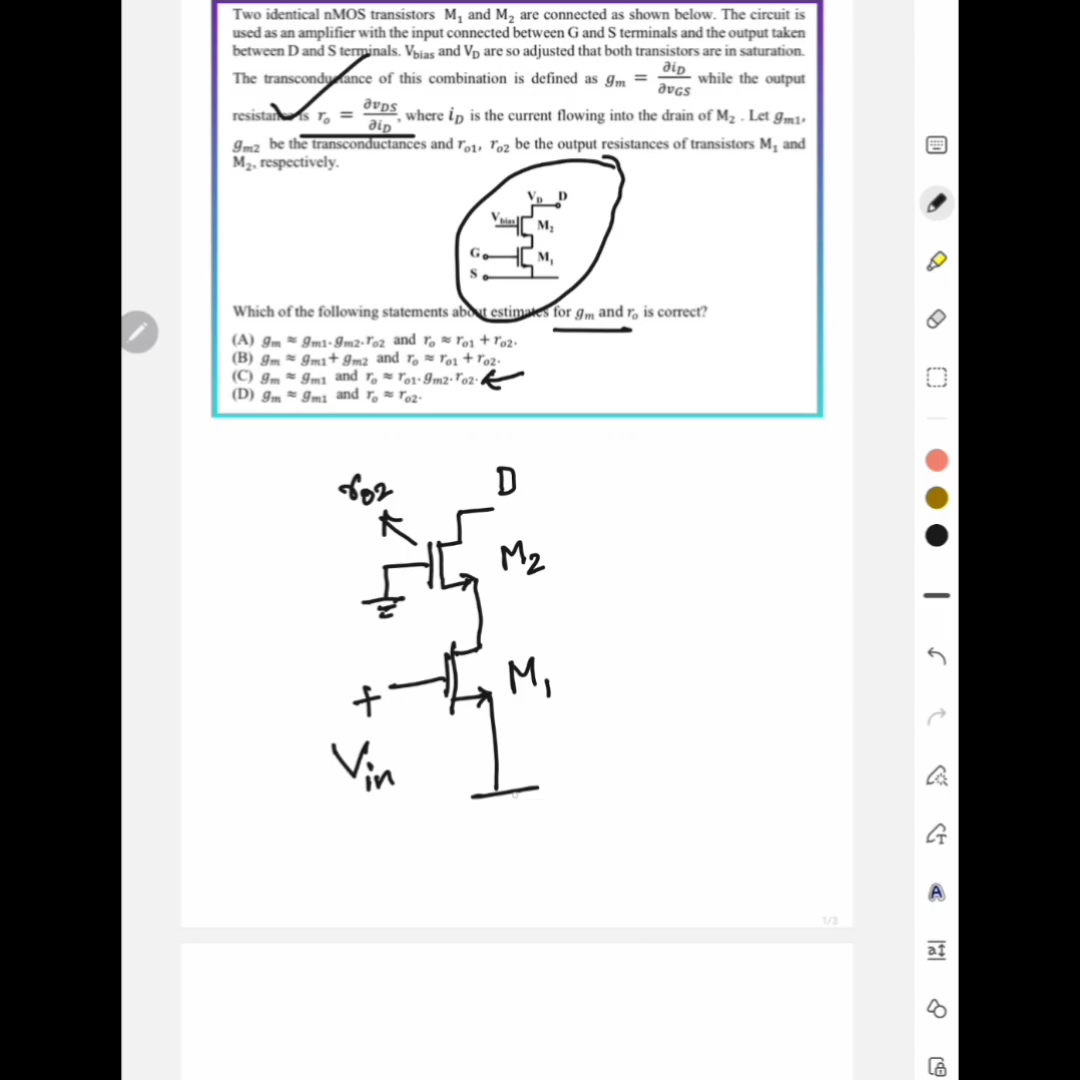 Two identical nMOS transistors M₁ and M₂ are connected as shown below. The circuit is
used as an amplifier with the input connected between G and S terminals and the output taken
between D and S terminals. V_bias and V_D are so adjusted that both transistors are in saturation.
The transconductance of this combination is defined as g_m = ∂i_D/∂v_GS while the output
resistance is r_o = ∂v_DS/∂i_D, where i_D is the current flowing into the drain of M₂ . Let g_m1,
g_m2 be the transconductances and r_o1, r_o2 be the output resistances of transistors M₁ and
M₂, respectively.
V_D D
V_bias M₂
G M₁
S
Which of the following statements about estimates for g_m and r_o is correct?
(A) g_m ≈ g_m1·g_m2·r_o2 and r_o ≈ r_o1 + r_o2.
(B) g_m ≈ g_m1 + g_m2 and r_o ≈ r_o1 + r_o2.
(C) g_m ≈ g_m1 and r_o ≈ r_o1·g_m2·r_o2.
(D) g_m ≈ g_m1 and r_o ≈ r_o2.
r_o2 D
M₂
M₁
+
V_in
1/3
T
A
aI